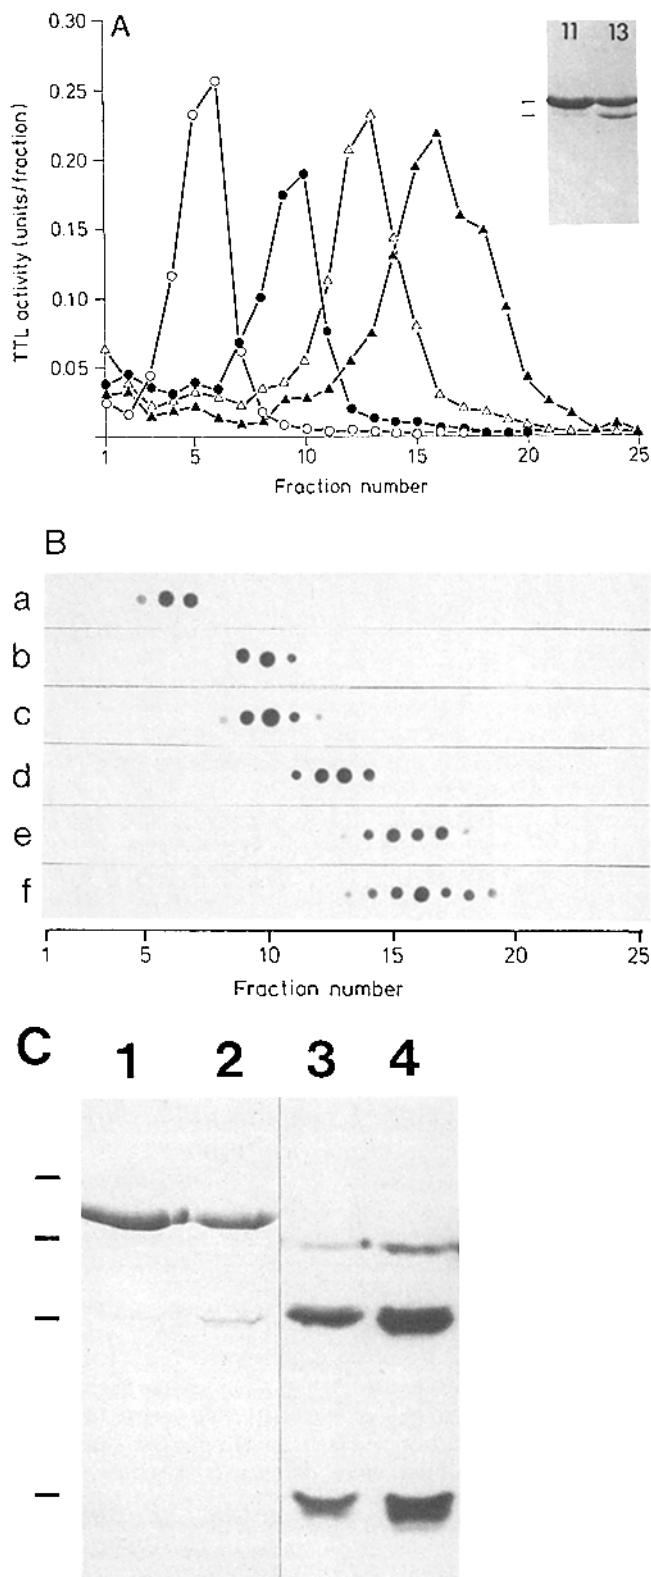 A
11 13
TTL activity (units/fraction)
0.30
0.25
0.20
0.15
0.10
0.05
1 5 10 15 20 25
Fraction number
B
a
b
c
d
e
f
1 5 10 15 20 25
Fraction number
C
1 2 3 4